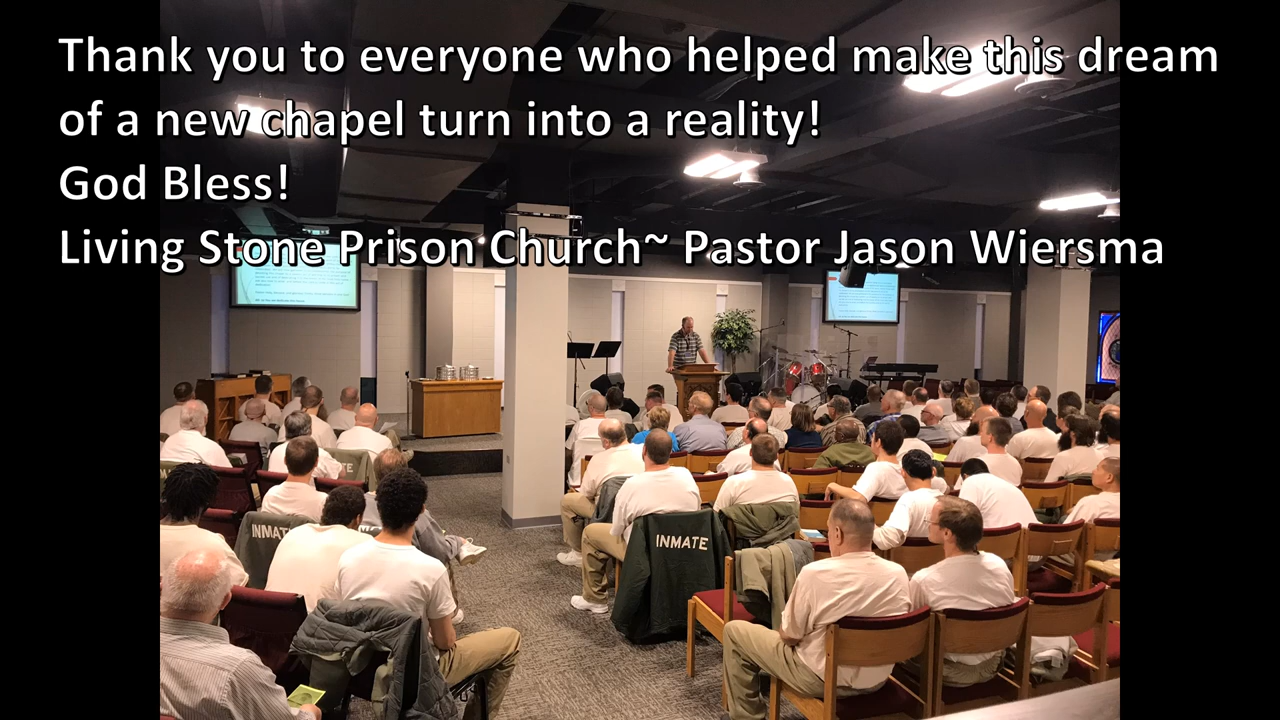 Thank you to everyone who helped make this dream
of a new chapel turn into a reality!
God Bless!
Living Stone Prison Church~ Pastor Jason Wiersma
TE
INMATE
INMATE